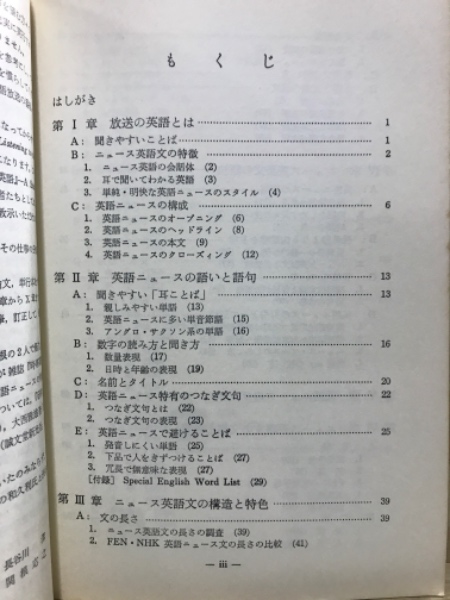 もくじ
はしがき
第Ⅰ章 放送の英語とは 1
A: 聞きやすいことば 1
B: ニュース英語文の特徴 2
1. ニュース英語の会話体 (2)
2. 耳で聞いてわかる英語 (3)
3. 単純・明快な英語ニュースのスタイル (4)
C: 英語ニュースの構成 6
1. 英語ニュースのオープニング (6)
2. 英語ニュースのヘッドライン (8)
3. 英語ニュースの本文 (9)
4. 英語ニュースのクロージィング (12)
第Ⅱ章 英語ニュースの語いと語句 13
A: 聞きやすい「耳ことば」 13
1. 親しみやすい単語 (13)
2. 英語ニュースに多い単音節語 (15)
3. アングロ・サクソン系の単語 (16)
B: 数字の読み方と聞き方 16
1. 数量表現 (17)
2. 日時と年齢の表現 (19)
C: 名前とタイトル 20
D: 英語ニュース特有のつなぎ文句 22
1. つなぎ文句とは (22)
2. つなぎ文句の表現 (23)
E: 英語ニュースで避けることば 25
1. 発音しにくい単語 (25)
2. 下品で人をきずつけることば (27)
3. 冗長で無意味な表現 (27)
〔付録〕 Special English Word List (29)
第Ⅲ章 ニュース英語文の構造と特色 39
A: 文の長さ 39
1. ニュース英語文の長さの調査 (39)
2. FEN・NHK 英語ニュース文の長さの比較 (41)
— iii —